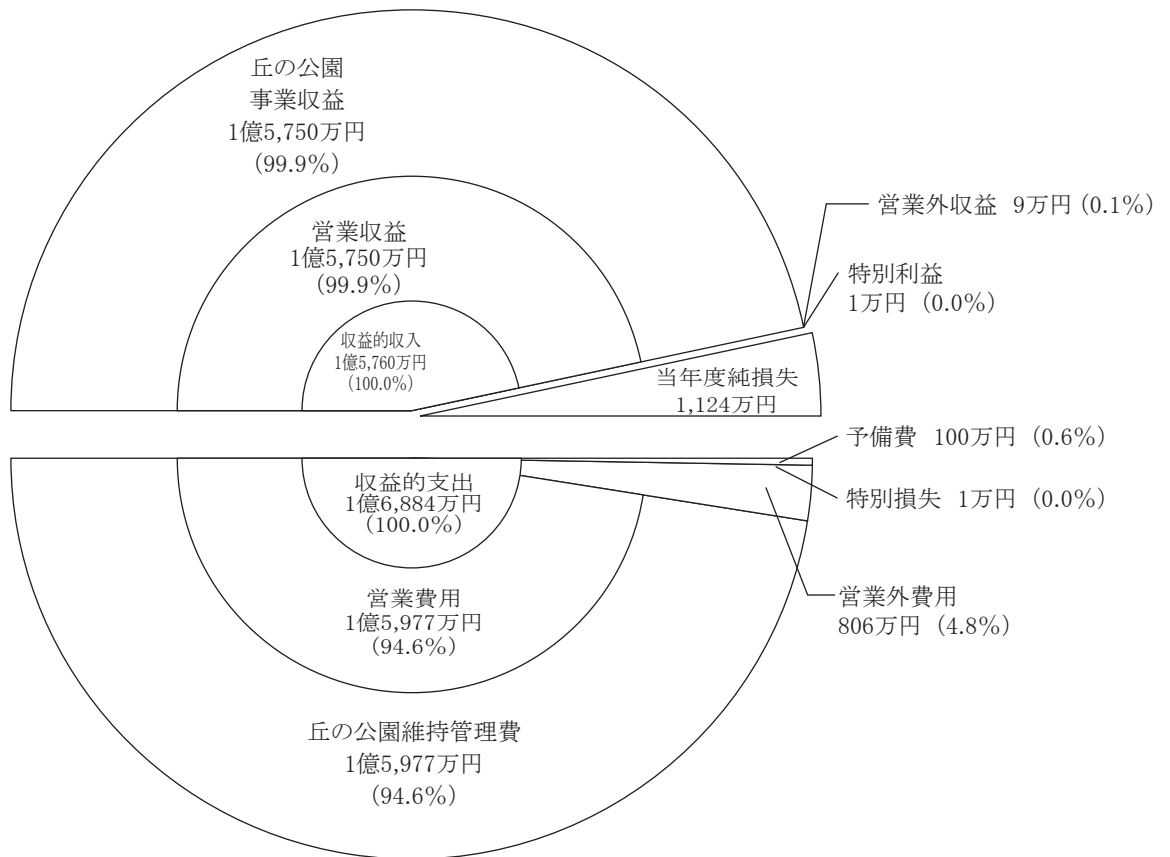 丘の公園
事業収益
1億5,750万円
(99.9%)
営業収益
1億5,750万円
(99.9%)
収益的収入
1億5,760万円
(100.0%)
営業外収益 9万円 (0.1%)
特別利益
1万円 (0.0%)
当年度純損失
1,124万円
予備費 100万円 (0.6%)
特別損失 1万円 (0.0%)
営業外費用
806万円 (4.8%)
収益的支出
1億6,884万円
(100.0%)
営業費用
1億5,977万円
(94.6%)
丘の公園維持管理費
1億5,977万円
(94.6%)